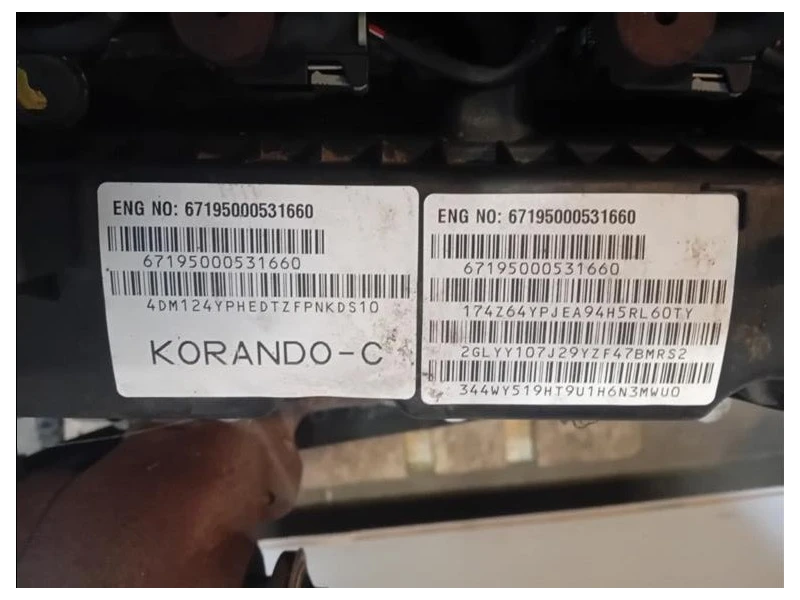 ENG NO: 67195000531660
67195000531660
4DM124YPHEDTZFPNKDS10
KORANDO-C
ENG NO: 67195000531660
67195000531660
174Z64YPJEA94H5RL60TY
2GLYY107J29YZF47BMRS2
344WY519HT9U1H6N3MWU0